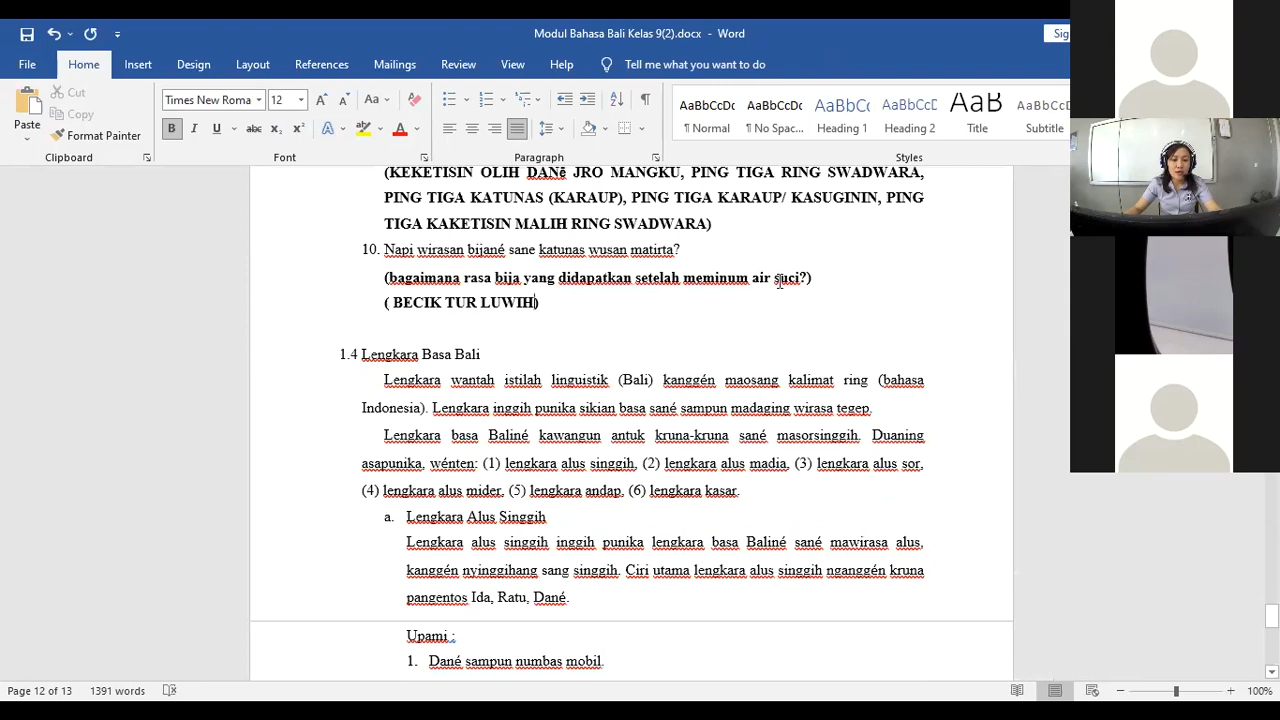 Modul Bahasa Bali Kelas 9(2).docx - Word
Sig
File Home Insert Design Layout References Mailings Review View Help Tell me what you want to do
Paste
Cut
Copy
Format Painter
Clipboard
Times New Roma 12
Aa
B I U abc x₂ x² A A
Font
Paragraph
AaBbCcDc AaBbCcDc AaBbCcD AaBbCcD AaB AaBbCcD
¶ Normal ¶ No Spac... Heading 1 Heading 2 Title Subtitle
Styles
(KEKETISIN OLIH DANē JRO MANGKU, PING TIGA RING SWADWARA,
PING TIGA KATUNAS (KARAUP), PING TIGA KARAUP/ KASUGININ, PING
TIGA KAKETISIN MALIH RING SWADWARA)
10. Napi wirasan bijané sane katunas wusan matirta?
(bagaimana rasa bija yang didapatkan setelah meminum air suci?)
( BECIK TUR LUWIH)
1.4 Lengkara Basa Bali
Lengkara wantah istilah linguistik (Bali) kanggén maosang kalimat ring (bahasa
Indonesia). Lengkara inggih punika sikian basa sané sampun madaging wirasa tegep.
Lengkara basa Baliné kawangun antuk kruna-kruna sané masorsinggih. Duaning
asapunika, wénten: (1) lengkara alus singgih, (2) lengkara alus madia, (3) lengkara alus sor,
(4) lengkara alus mider, (5) lengkara andap, (6) lengkara kasar.
a. Lengkara Alus Singgih
Lengkara alus singgih inggih punika lengkara basa Baliné sané mawirasa alus,
kanggén nyinggihang sang singgih. Ciri utama lengkara alus singgih nganggén kruna
pangentos Ida, Ratu, Dané.
Upami :
1. Dané sampun numbas mobil.
Page 12 of 13 1391 words 100%